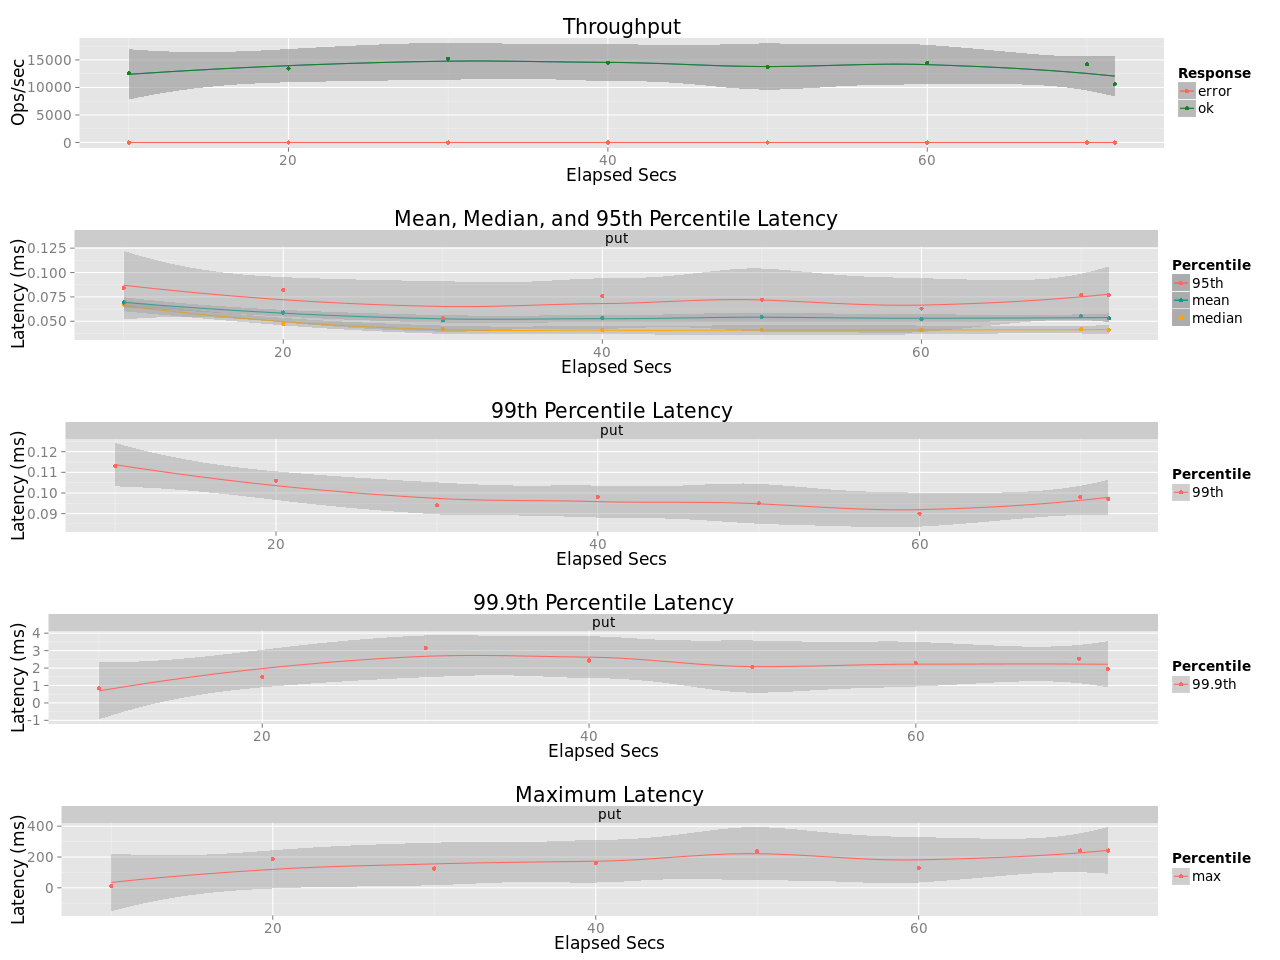 Throughput
Ops/sec
15000
10000
5000
0
20 40 60
Elapsed Secs
Response
error
ok
Mean, Median, and 95th Percentile Latency
put
Latency (ms)
0.125
0.100
0.075
0.050
20 40 60
Elapsed Secs
Percentile
95th
mean
median
99th Percentile Latency
put
Latency (ms)
0.12
0.11
0.10
0.09
20 40 60
Elapsed Secs
Percentile
99th
99.9th Percentile Latency
put
Latency (ms)
4
3
2
1
0
-1
20 40 60
Elapsed Secs
Percentile
99.9th
Maximum Latency
put
Latency (ms)
400
200
0
20 40 60
Elapsed Secs
Percentile
max